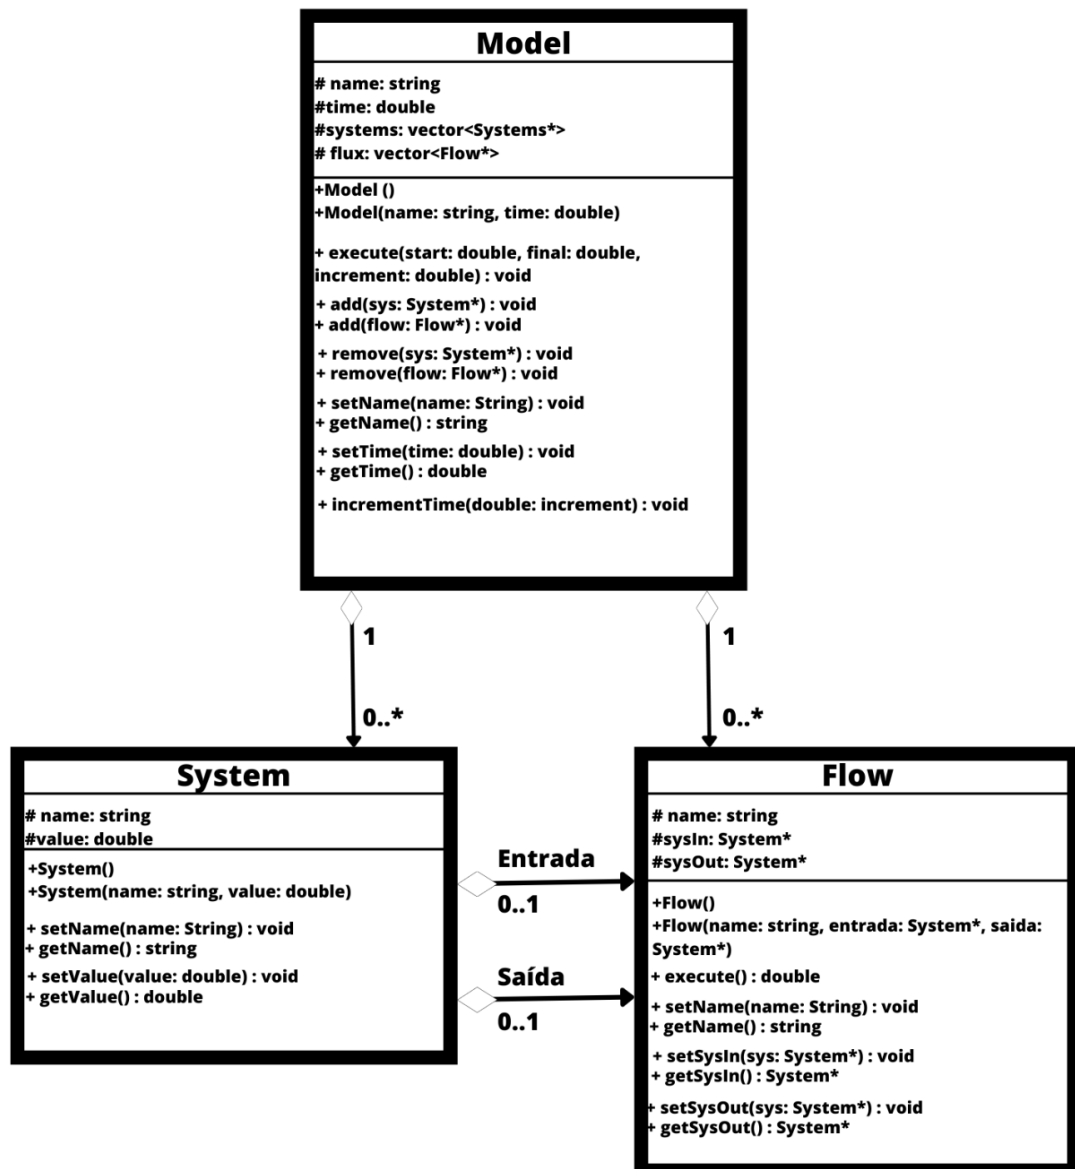 Model
# name: string
#time: double
#systems: vector<Systems*>
# flux: vector<Flow*>
+Model ()
+Model(name: string, time: double)
+ execute(start: double, final: double,
increment: double) : void
+ add(sys: System*) : void
+ add(flow: Flow*) : void
+ remove(sys: System*) : void
+ remove(flow: Flow*) : void
+ setName(name: String) : void
+ getName() : string
+ setTime(time: double) : void
+ getTime() : double
+ incrementTime(double: increment) : void
1
1
0..*
0..*
System
# name: string
#value: double
+System()
+System(name: string, value: double)
+ setName(name: String) : void
+ getName() : string
+ setValue(value: double) : void
+ getValue() : double
Entrada
0..1
Saída
0..1
Flow
# name: string
#sysIn: System*
#sysOut: System*
+Flow()
+Flow(name: string, entrada: System*, saida:
System*)
+ execute() : double
+ setName(name: String) : void
+ getName() : string
+ setSysIn(sys: System*) : void
+ getSysIn() : System*
+ setSysOut(sys: System*) : void
+ getSysOut() : System*